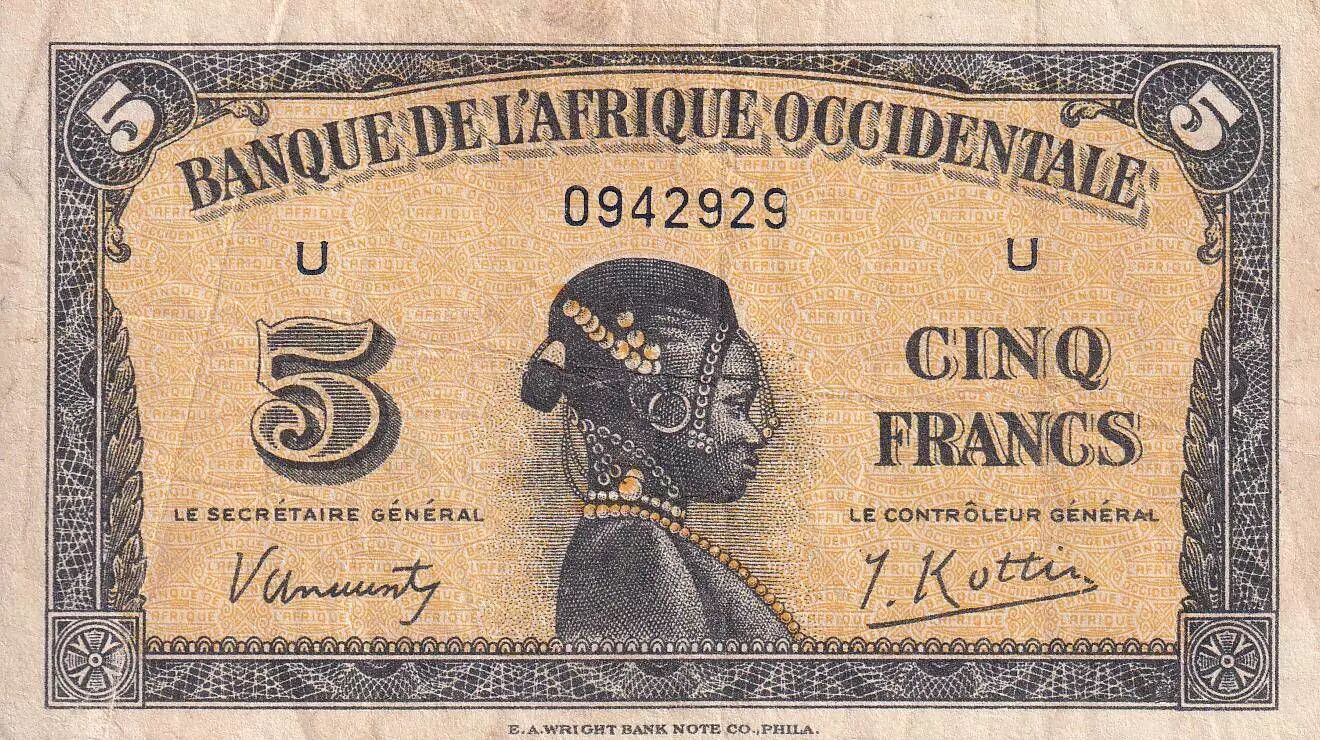 5 5
BANQUE DE L'AFRIQUE OCCIDENTALE
0942929
U U
5
CINQ
FRANCS
LE SECRÉTAIRE GÉNÉRAL
LE CONTRÔLEUR GÉNÉRAL
E.A.WRIGHT BANK NOTE CO., PHILA.